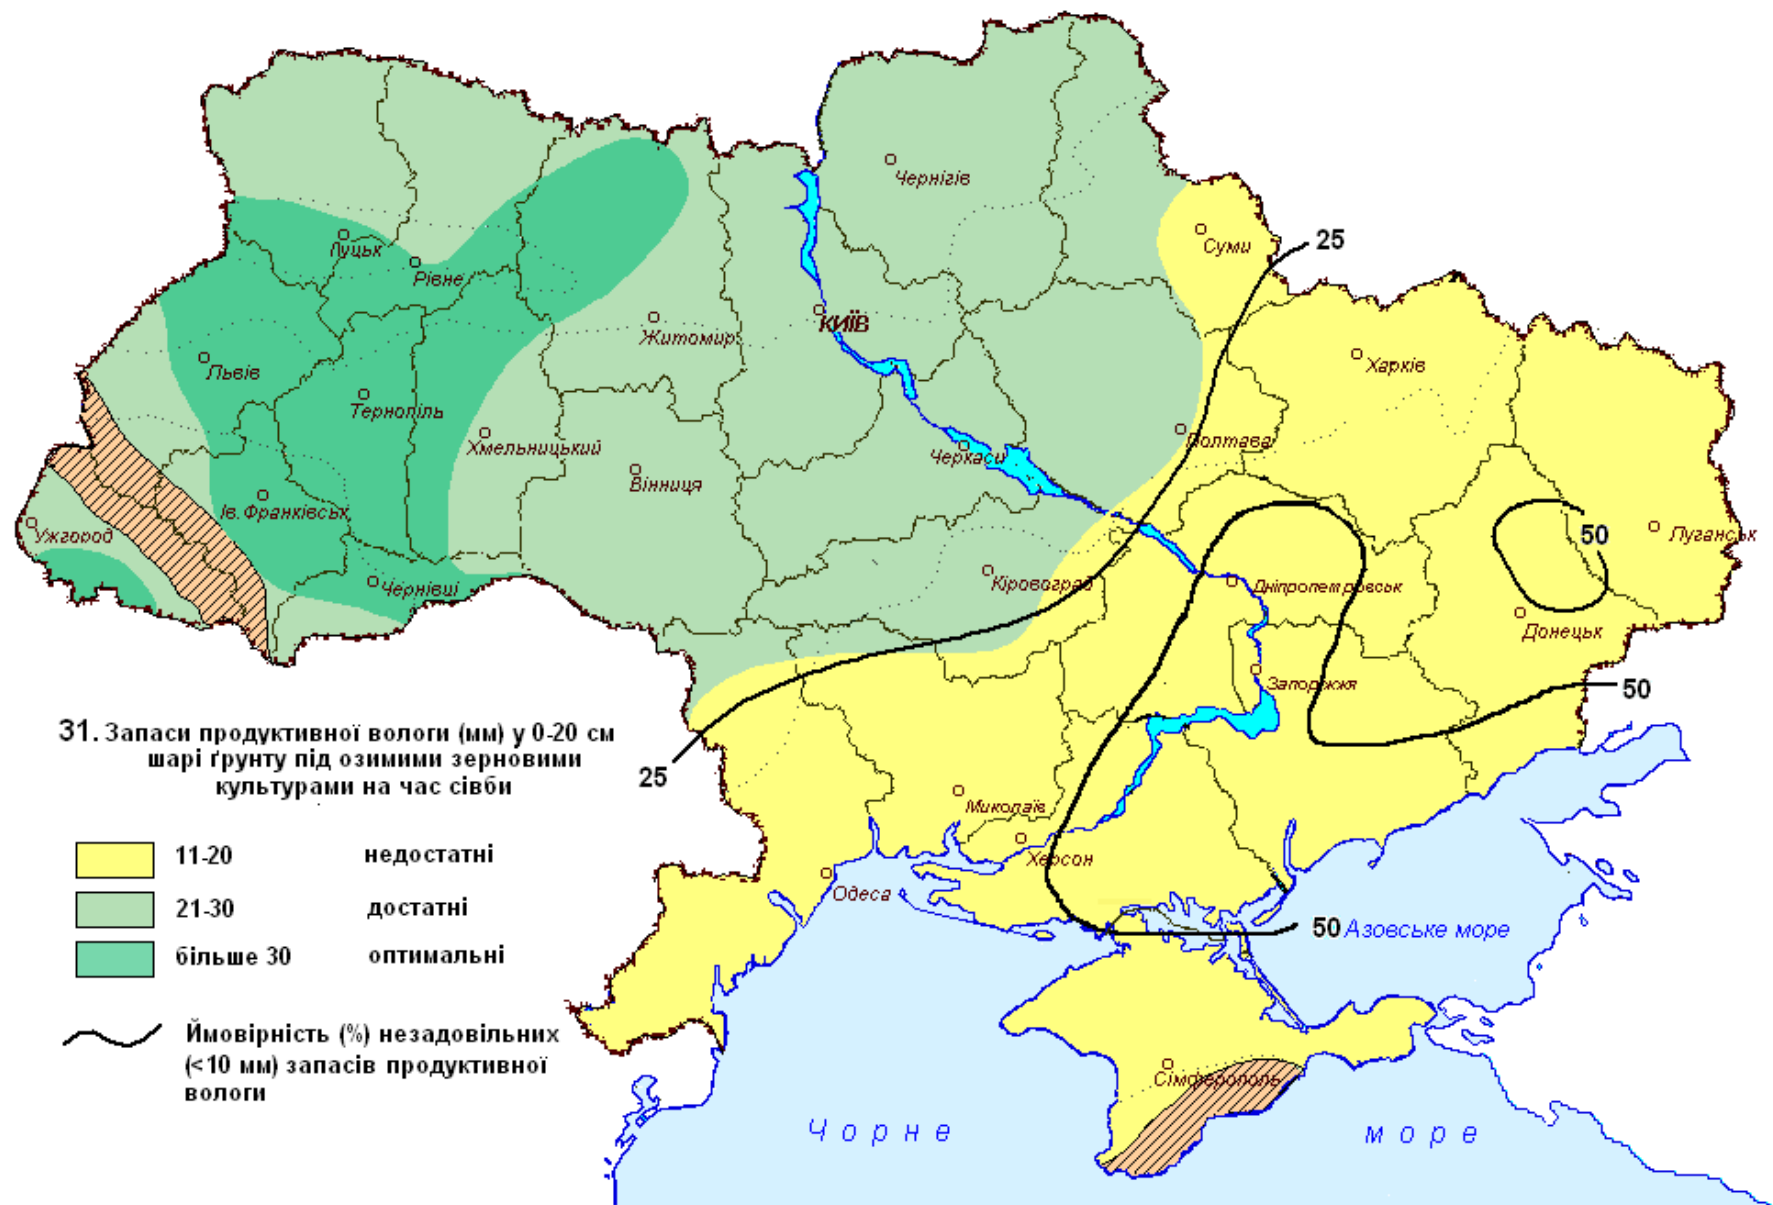 Чернігів
Суми
25
Луцьк
Рівне
Житомир
КИЇВ
Харків
Львів
Тернопіль
Хмельницький
Полтава
Черкаси
Вінниця
Ів. Франківськ
Ужгород
50
Луганськ
Чернівці
Кіровоград
Дніпропетровськ
Донецьк
Запоріжжя
50
25
Миколаїв
Херсон
Одеса
50
Азовське море
Сімферополь
Чорне море
31. Запаси продуктивної вологи (мм) у 0-20 см
шарі ґрунту під озимими зерновими
культурами на час сівби
11-20 недостатні
21-30 достатні
більше 30 оптимальні
Ймовірність (%) незадовільних
(<10 мм) запасів продуктивної
вологи